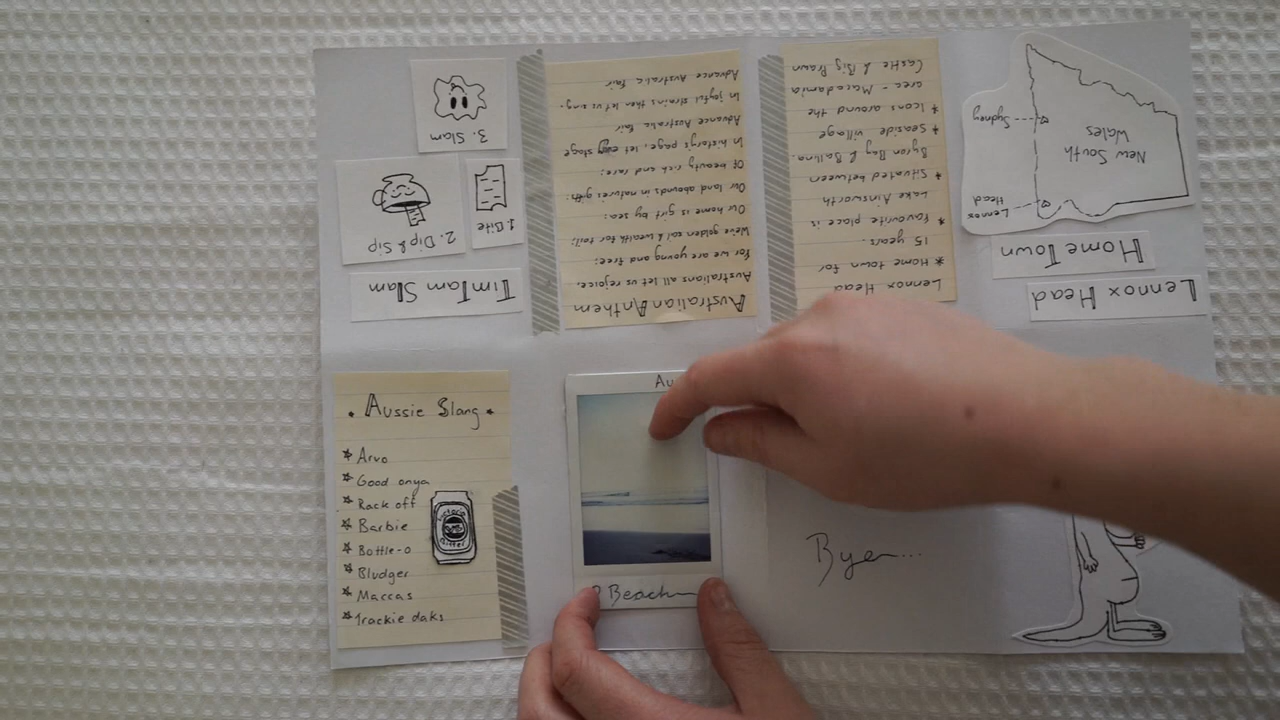 Lennox Head
Home Town
Lennox
Head
Sydney
New South
Wales
Lennox Head
* Home town for
15 years.
* favourite place is
Lake Ainsworth
* Situated between
Byron Bay & Ballina.
* Seaside village
* Icons around the
area - Macadamia
Castle & Big Prawn
Australian Anthem
Australians all let us rejoice.
For we are young and free;
We've golden soil & wealth for toil;
Our home is girt by sea;
Our land abounds in natures gifts
Of beauty rich and rare;
In history's page, let stage
Advance Australia fair
In joyful strains then let us sing.
Advance Australia fair
TimTam Slam
1. Bite
2. Dip & Sip
3. Slam
• Aussie Slang •
* Arvo
* Good onya
* Rack off
* Barbie
* Bottle-o
* Bludger
* Maccas
* Trackie daks
Victoria
Bitter
Au
Beach
Bye...